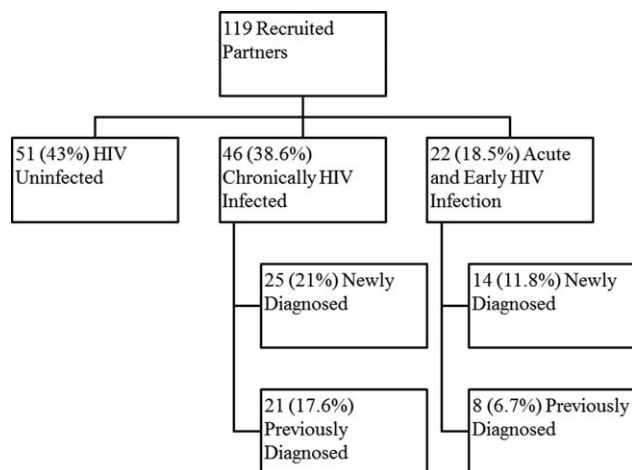 119 Recruited
Partners
51 (43%) HIV
Uninfected
46 (38.6%)
Chronically HIV
Infected
22 (18.5%) Acute
and Early HIV
Infection
25 (21%) Newly
Diagnosed
14 (11.8%) Newly
Diagnosed
21 (17.6%)
Previously
Diagnosed
8 (6.7%) Previously
Diagnosed